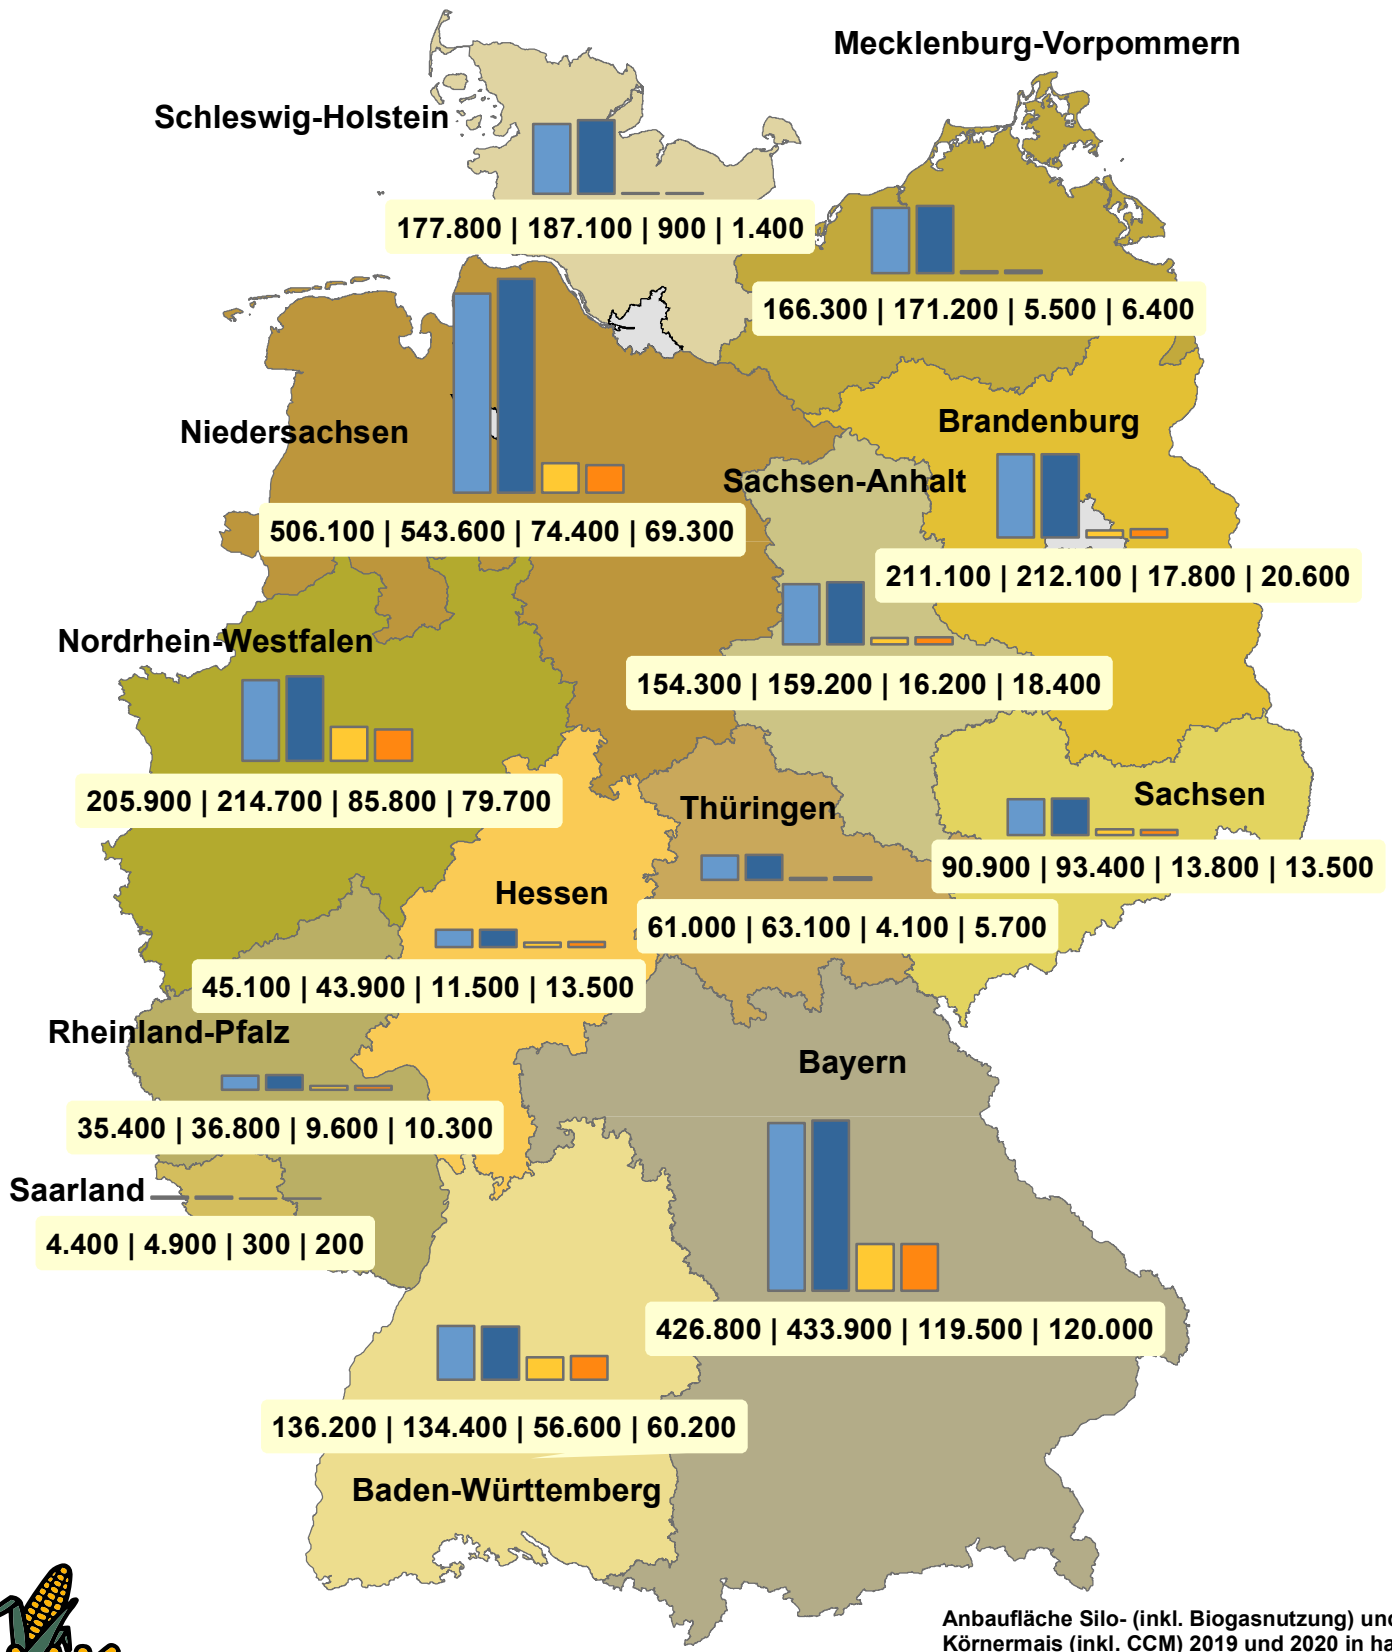 Mecklenburg-Vorpommern
Schleswig-Holstein
177.800 | 187.100 | 900 | 1.400
166.300 | 171.200 | 5.500 | 6.400
Niedersachsen
Brandenburg
Sachsen-Anhalt
506.100 | 543.600 | 74.400 | 69.300
211.100 | 212.100 | 17.800 | 20.600
Nordrhein-Westfalen
154.300 | 159.200 | 16.200 | 18.400
205.900 | 214.700 | 85.800 | 79.700
Thüringen
Sachsen
90.900 | 93.400 | 13.800 | 13.500
Hessen
61.000 | 63.100 | 4.100 | 5.700
45.100 | 43.900 | 11.500 | 13.500
Rheinland-Pfalz
Bayern
35.400 | 36.800 | 9.600 | 10.300
Saarland
4.400 | 4.900 | 300 | 200
426.800 | 433.900 | 119.500 | 120.000
136.200 | 134.400 | 56.600 | 60.200
Baden-Württemberg
Anbaufläche Silo- (inkl. Biogasnutzung) und
Körnermais (inkl. CCM) 2019 und 2020 in ha